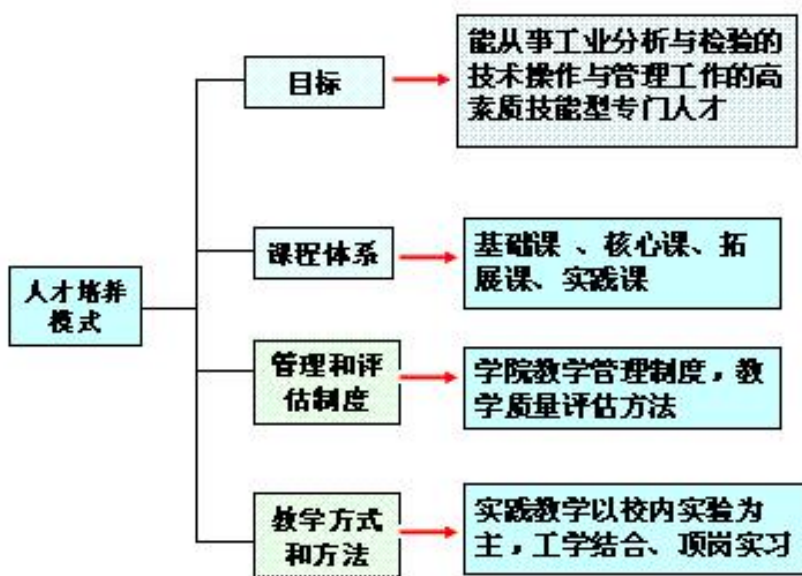 目标
能从事工业分析与检验的
技术操作与管理工作的高
素质技能型专门人才
人才培养
模式
课程体系
基础课 、核心课、拓
展课、实践课
管理和评
估制度
学院教学管理制度，教
学质量评估方法
教学方式
和方法
实践教学以校内实验为
主，工学结合、顶岗实习